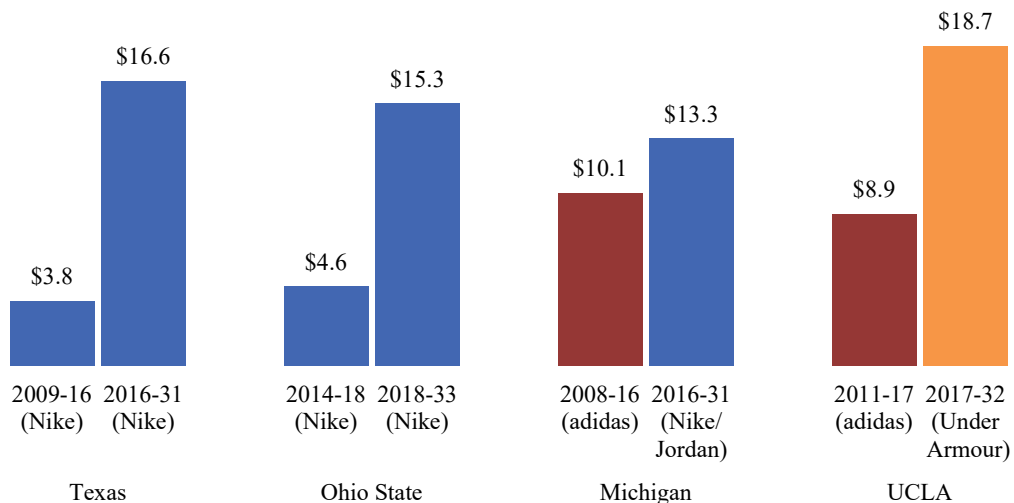 $3.8
$16.6
2009-16
(Nike)
2016-31
(Nike)
Texas
$4.6
$15.3
2014-18
(Nike)
2018-33
(Nike)
Ohio State
$10.1
$13.3
2008-16
(adidas)
2016-31
(Nike/
Jordan)
Michigan
$8.9
$18.7
2011-17
(adidas)
2017-32
(Under
Armour)
UCLA